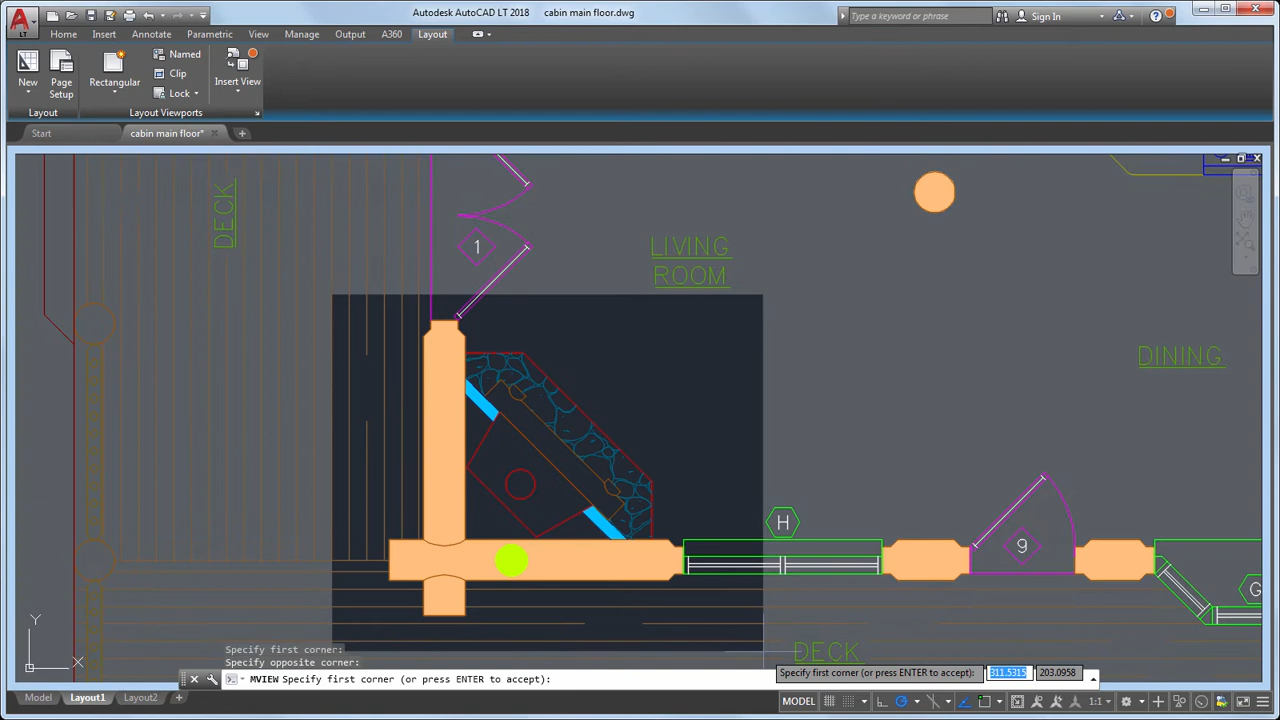 Autodesk AutoCAD LT 2018 cabin main floor.dwg
Type a keyword or phrase
Sign In
LT
Home Insert Annotate Parametric View Manage Output A360 Layout
New
Page Setup
Rectangular
Named
Clip
Lock
Insert View
Layout
Layout Viewports
Start
cabin main floor*
DECK
1
LIVING
ROOM
DINING
H
9
G
DECK
Y
X
Specify first corner:
Specify opposite corner:
MVIEW Specify first corner (or press ENTER to accept):
Specify first corner (or press ENTER to accept): 311.5315 203.0958
Model Layout1 Layout2
MODEL
1:1